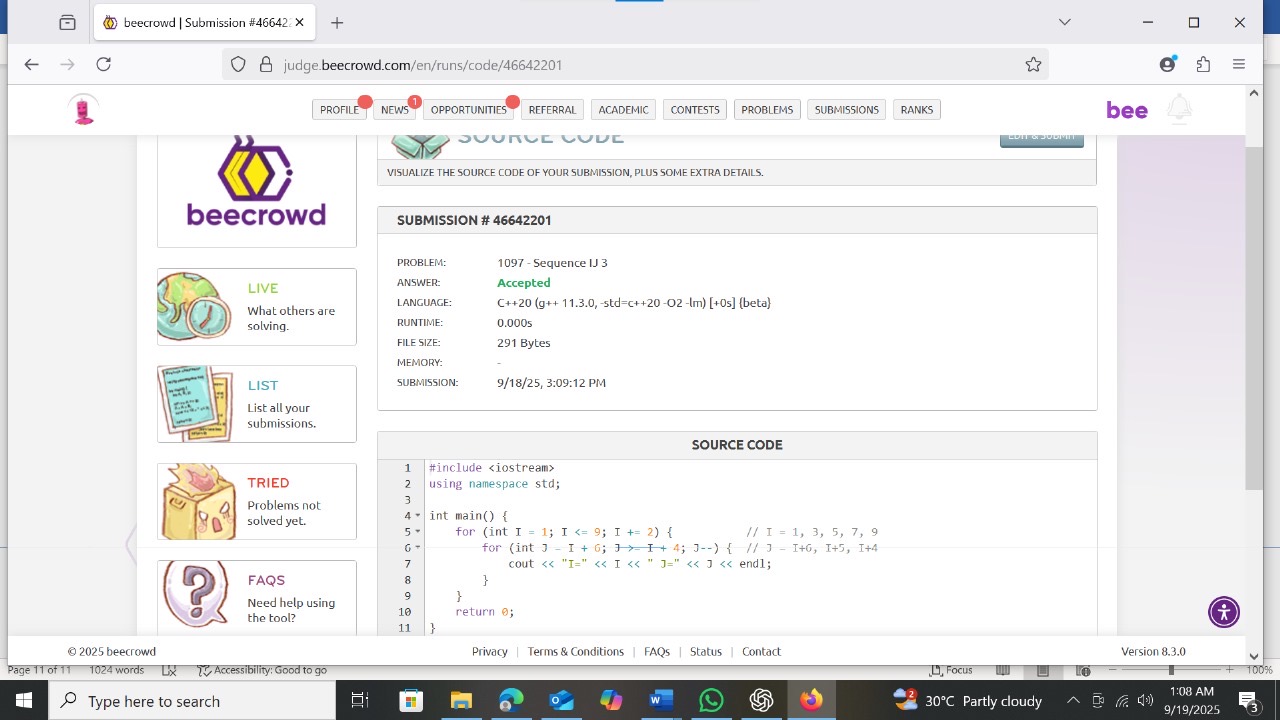 beecrowd | Submission #46642
judge.beecrowd.com/en/runs/code/46642201
PROFILE NEWS 1 OPPORTUNITIES REFERRAL ACADEMIC CONTESTS PROBLEMS SUBMISSIONS RANKS
bee
SOURCE CODE
EDIT & SUBMIT
VISUALIZE THE SOURCE CODE OF YOUR SUBMISSION, PLUS SOME EXTRA DETAILS.
beecrowd
LIVE
What others are
solving.
LIST
List all your
submissions.
TRIED
Problems not
solved yet.
FAQS
Need help using
the tool?
SUBMISSION # 46642201
PROBLEM: 1097 - Sequence IJ 3
ANSWER: Accepted
LANGUAGE: C++20 (g++ 11.3.0, -std=c++20 -O2 -lm) [+0s] {beta}
RUNTIME: 0.000s
FILE SIZE: 291 Bytes
MEMORY: -
SUBMISSION: 9/18/25, 3:09:12 PM
SOURCE CODE
1 #include <iostream>
2 using namespace std;
3
4 int main() {
5 for (int I = 1; I <= 9; I += 2) { // I = 1, 3, 5, 7, 9
6 for (int J = I + 6; J >= I + 4; J--) { // J = I+6, I+5, I+4
7 cout << "I=" << I << " J=" << J << endl;
8 }
9 }
10 return 0;
11 }
© 2025 beecrowd Privacy | Terms & Conditions | FAQs | Status | Contact Version 8.3.0
Page 11 of 11 1024 words Accessibility: Good to go Focus 100%
Type here to search 2 30°C Partly cloudy 1:08 AM
9/19/2025 3